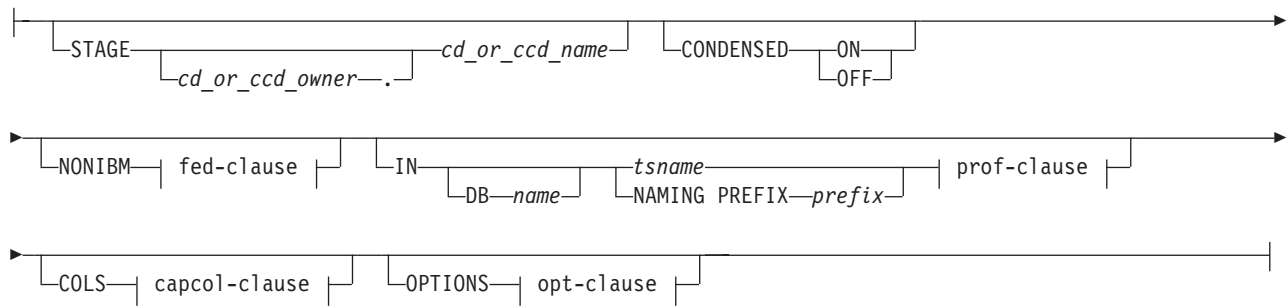 STAGE cd_or_ccd_name CONDENSED ON
cd_or_ccd_owner . OFF
NONIBM fed-clause IN tsname prof-clause
DB name NAMING PREFIX prefix
COLS capcol-clause OPTIONS opt-clause